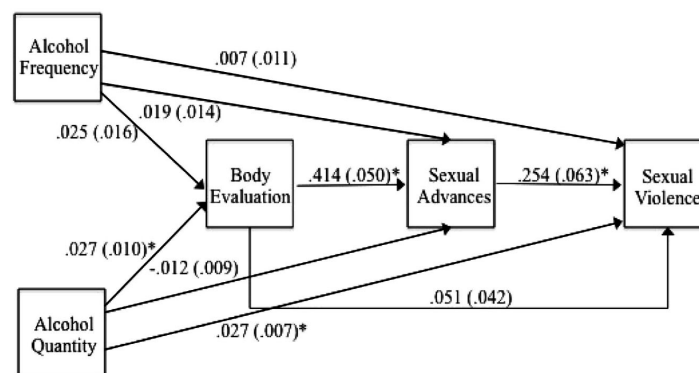 Alcohol
Frequency
.007 (.011)
.019 (.014)
.025 (.016)
Body
Evaluation
.414 (.050)*
Sexual
Advances
.254 (.063)*
Sexual
Violence
.027 (.010)*
-.012 (.009)
.051 (.042)
Alcohol
Quantity
.027 (.007)*